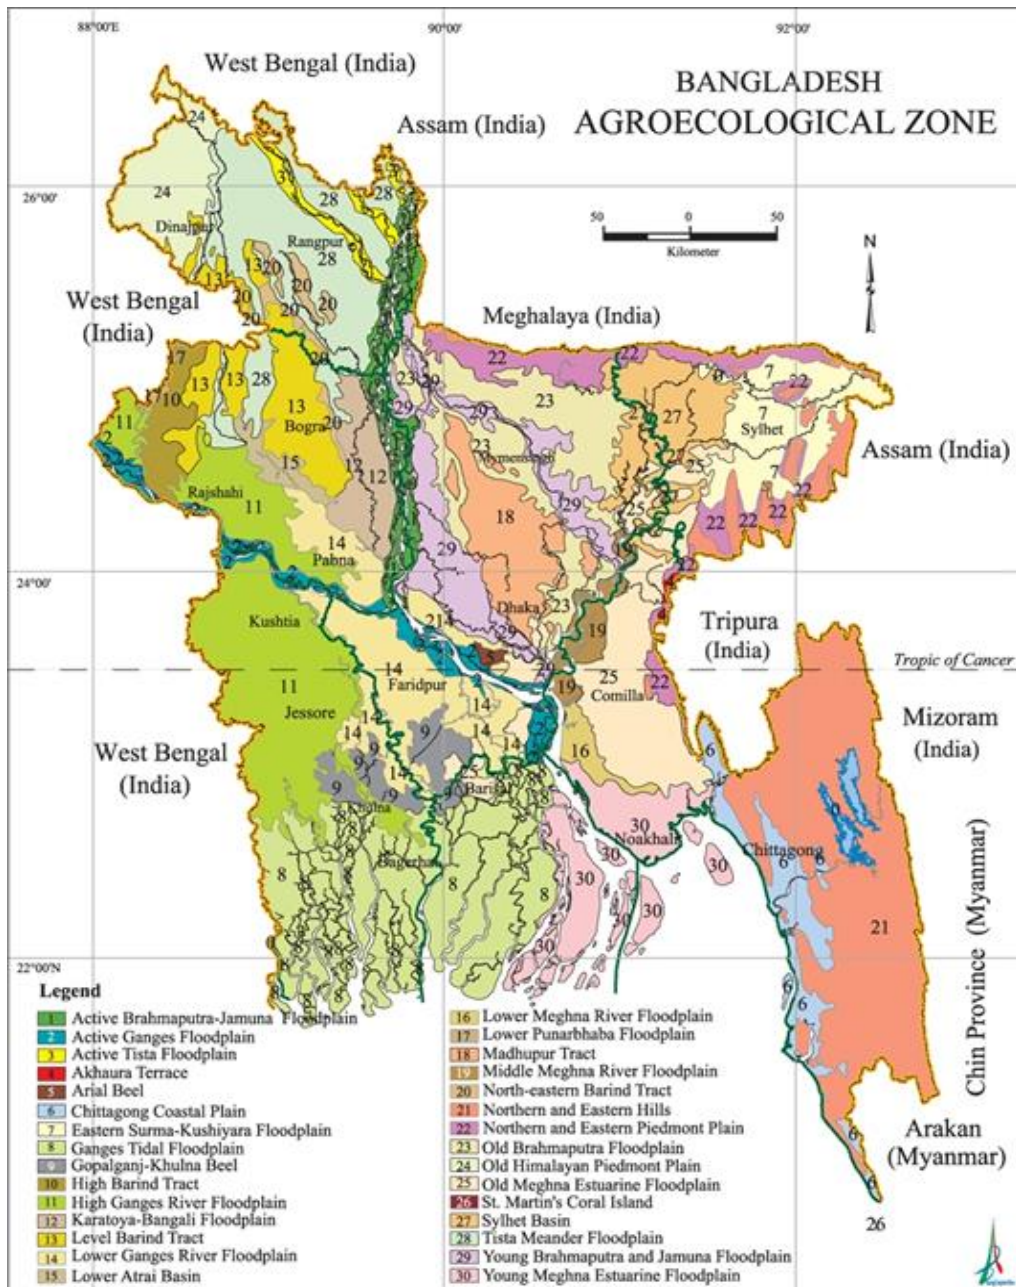 88°00'E
90°00'
92°00'
West Bengal (India)
BANGLADESH
AGROECOLOGICAL ZONE
Assam (India)
26°00'
50
0
50
Kilometer
N
Dinajpur
Rangpur
West Bengal
(India)
Meghalaya (India)
Bogra
Sylhet
Mymensingh
Assam (India)
Rajshahi
Pabna
24°00'
Kushtia
Dhaka
Tripura
(India)
Tropic of Cancer
Faridpur
Comilla
Jessore
Mizoram
(India)
West Bengal
(India)
Barisal
Khulna
Noakhali
Chittagong
Bagerhat
Chin Province (Myanmar)
22°00'N
Arakan
(Myanmar)
26
Legend
1 Active Brahmaputra-Jamuna Floodplain
2 Active Ganges Floodplain
3 Active Tista Floodplain
4 Akhaura Terrace
5 Arial Beel
6 Chittagong Coastal Plain
7 Eastern Surma-Kushiyara Floodplain
8 Ganges Tidal Floodplain
9 Gopalganj-Khulna Beel
10 High Barind Tract
11 High Ganges River Floodplain
12 Karatoya-Bangali Floodplain
13 Level Barind Tract
14 Lower Ganges River Floodplain
15 Lower Atrai Basin
16 Lower Meghna River Floodplain
17 Lower Punarbhaba Floodplain
18 Madhupur Tract
19 Middle Meghna River Floodplain
20 North-eastern Barind Tract
21 Northern and Eastern Hills
22 Northern and Eastern Piedmont Plain
23 Old Brahmaputra Floodplain
24 Old Himalayan Piedmont Plain
25 Old Meghna Estuarine Floodplain
26 St. Martin's Coral Island
27 Sylhet Basin
28 Tista Meander Floodplain
29 Young Brahmaputra and Jamuna Floodplain
30 Young Meghna Estuarine Floodplain